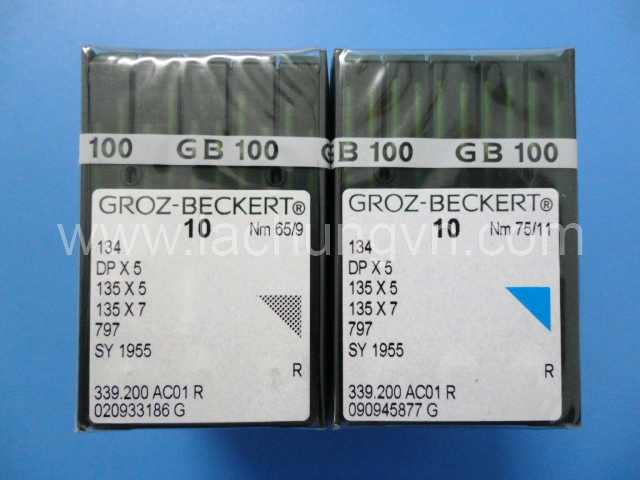 100 GB 100 GB 100 GB 100
GROZ-BECKERT®
10 Nm 65/9
134
DP X 5
135 X 5
135 X 7
797
SY 1955
R
339.200 AC01 R
020933186 G
GROZ-BECKERT®
10 Nm 75/11
134
DP X 5
135 X 5
135 X 7
797
SY 1955
R
339.200 AC01 R
090945877 G
www.lachungvn.com